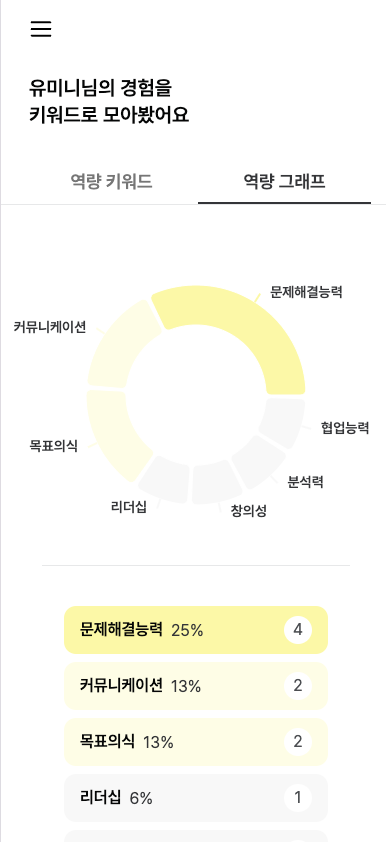 유미니님의 경험을
키워드로 모아봤어요
역량 키워드
역량 그래프
문제해결능력
커뮤니케이션
협업능력
목표의식
분석력
리더십
창의성
문제해결능력 25% 4
커뮤니케이션 13% 2
목표의식 13% 2
리더십 6% 1